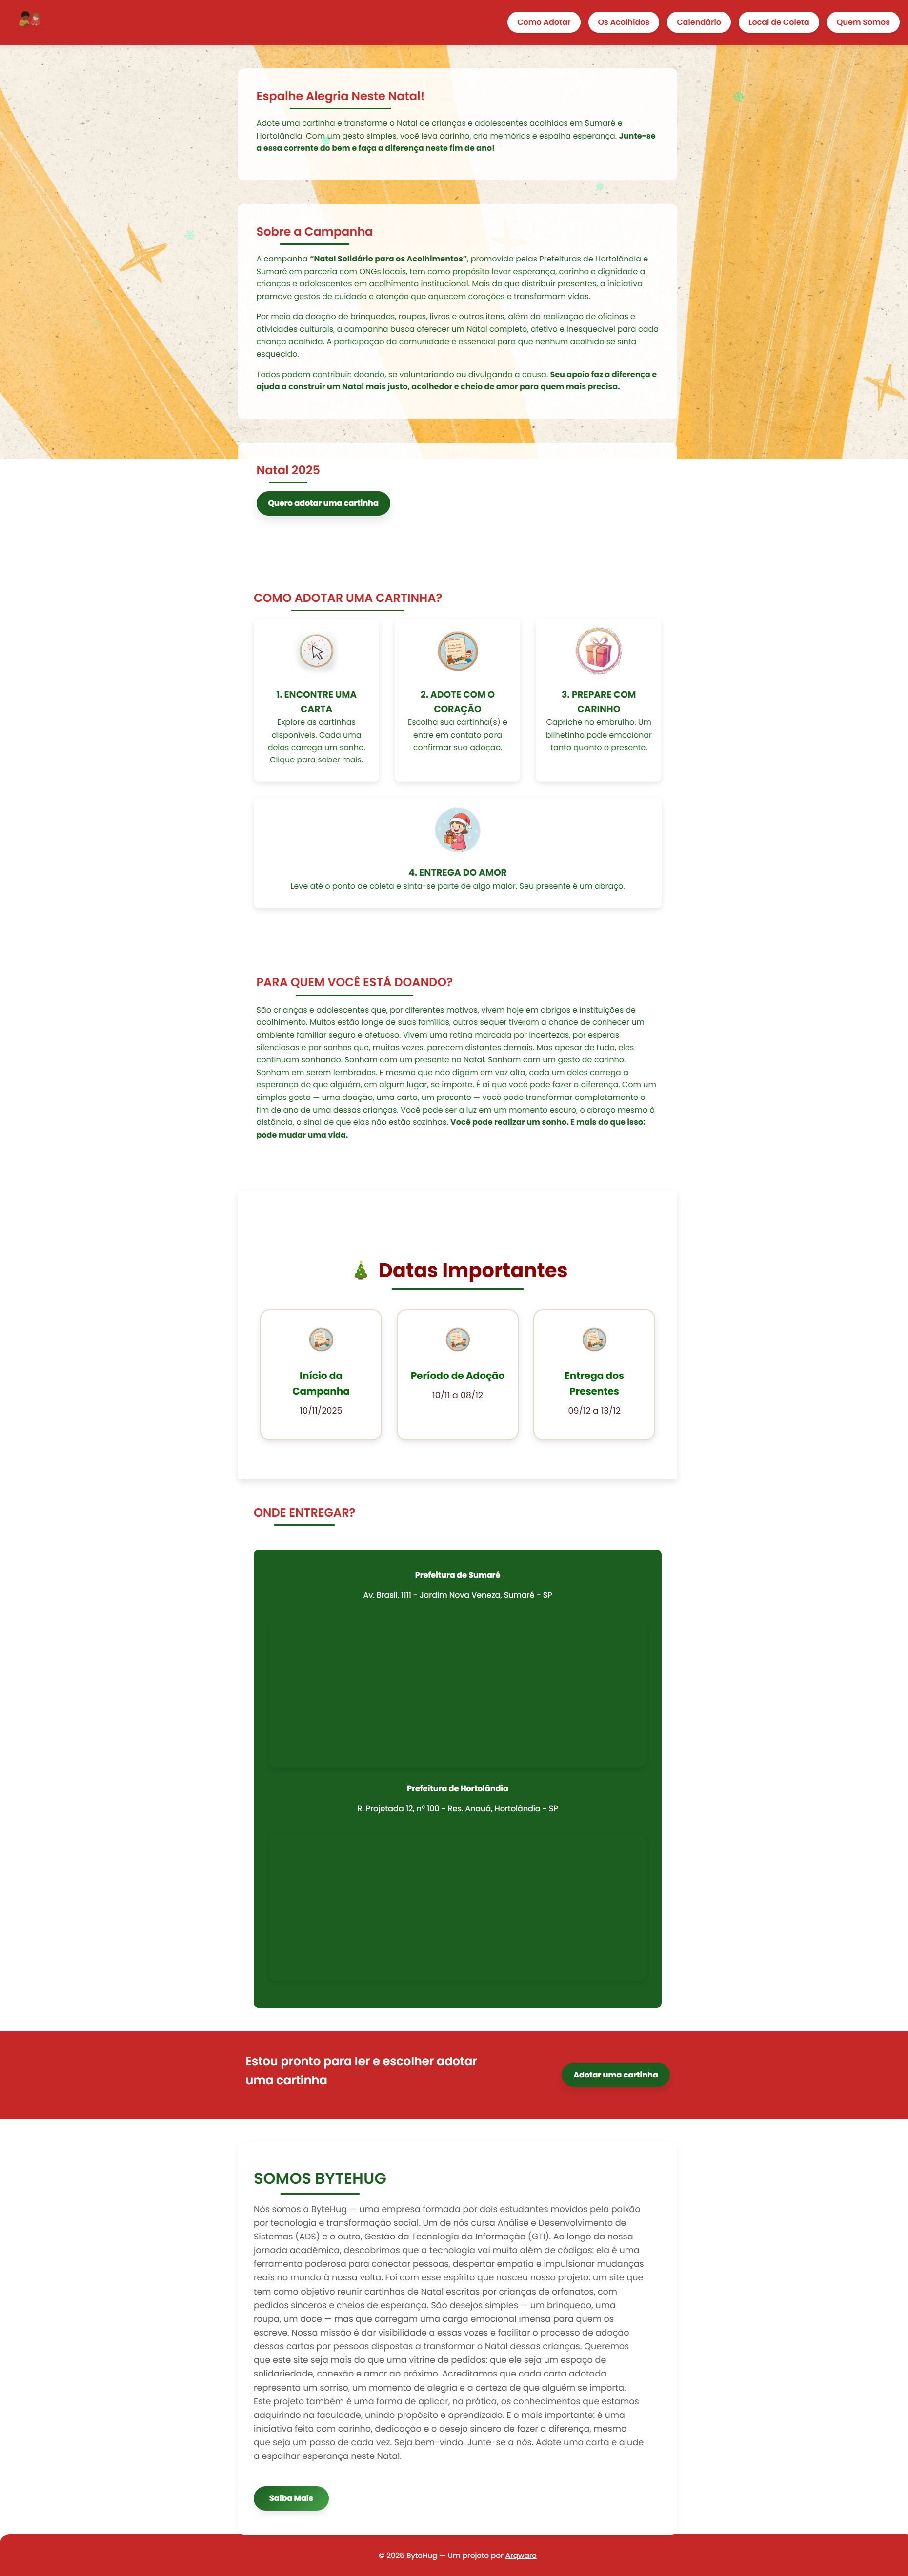 Como Adotar
Os Acolhidos
Calendário
Local de Coleta
Quem Somos
Espalhe Alegria Neste Natal!
Adote uma cartinha e transforme o Natal de crianças e adolescentes acolhidos em Sumaré e
Hortolândia. Com um gesto simples, você leva carinho, cria memórias e espalha esperança. Junte-se
a essa corrente do bem e faça a diferença neste fim de ano!
Sobre a Campanha
A campanha “Natal Solidário para os Acolhimentos”, promovida pelas Prefeituras de Hortolândia e
Sumaré em parceria com ONGs locais, tem como propósito levar esperança, carinho e dignidade a
crianças e adolescentes em acolhimento institucional. Mais do que distribuir presentes, a iniciativa
promove gestos de cuidado e atenção que aquecem corações e transformam vidas.
Por meio da doação de brinquedos, roupas, livros e outros itens, além da realização de oficinas e
atividades culturais, a campanha busca oferecer um Natal completo, afetivo e inesquecível para cada
criança acolhida. A participação da comunidade é essencial para que nenhum acolhido se sinta
esquecido.
Todos podem contribuir: doando, se voluntariando ou divulgando a causa. Seu apoio faz a diferença e
ajuda a construir um Natal mais justo, acolhedor e cheio de amor para quem mais precisa.
Natal 2025
Quero adotar uma cartinha
COMO ADOTAR UMA CARTINHA?
1. ENCONTRE UMA
CARTA
Explore as cartinhas
disponíveis. Cada uma
delas carrega um sonho.
Clique para saber mais.
2. ADOTE COM O
CORAÇÃO
Escolha sua cartinha(s) e
entre em contato para
confirmar sua adoção.
3. PREPARE COM
CARINHO
Capriche no embrulho. Um
bilhetinho pode emocionar
tanto quanto o presente.
4. ENTREGA DO AMOR
Leve até o ponto de coleta e sinta-se parte de algo maior. Seu presente é um abraço.
PARA QUEM VOCÊ ESTÁ DOANDO?
São crianças e adolescentes que, por diferentes motivos, vivem hoje em abrigos e instituições de
acolhimento. Muitos estão longe de suas famílias, outros sequer tiveram a chance de conhecer um
ambiente familiar seguro e afetuoso. Vivem uma rotina marcada por incertezas, por esperas
silenciosas e por sonhos que, muitas vezes, parecem distantes demais. Mas apesar de tudo, eles
continuam sonhando. Sonham com um presente no Natal. Sonham com um gesto de carinho.
Sonham em serem lembrados. E mesmo que não digam em voz alta, cada um deles carrega a
esperança de que alguém, em algum lugar, se importe. É aí que você pode fazer a diferença. Com um
simples gesto — uma doação, uma carta, um presente — você pode transformar completamente o
fim de ano de uma dessas crianças. Você pode ser a luz em um momento escuro, o abraço mesmo à
distância, o sinal de que elas não estão sozinhas. Você pode realizar um sonho. E mais do que isso:
pode mudar uma vida.
Datas Importantes
Início da
Campanha
10/11/2025
Período de Adoção
10/11 a 08/12
Entrega dos
Presentes
09/12 a 13/12
ONDE ENTREGAR?
Prefeitura de Sumaré
Av. Brasil, 1111 - Jardim Nova Veneza, Sumaré - SP
Prefeitura de Hortolândia
R. Projetada 12, nº 100 - Res. Anauá, Hortolândia - SP
Estou pronto para ler e escolher adotar
uma cartinha
Adotar uma cartinha
SOMOS BYTEHUG
Nós somos a ByteHug — uma empresa formada por dois estudantes movidos pela paixão
por tecnologia e transformação social. Um de nós cursa Análise e Desenvolvimento de
Sistemas (ADS) e o outro, Gestão da Tecnologia da Informação (GTI). Ao longo da nossa
jornada acadêmica, descobrimos que a tecnologia vai muito além de códigos: ela é uma
ferramenta poderosa para conectar pessoas, despertar empatia e impulsionar mudanças
reais no mundo à nossa volta. Foi com esse espírito que nasceu nosso projeto: um site que
tem como objetivo reunir cartinhas de Natal escritas por crianças de orfanatos, com
pedidos sinceros e cheios de esperança. São desejos simples — um brinquedo, uma
roupa, um doce — mas que carregam uma carga emocional imensa para quem os
escreve. Nossa missão é dar visibilidade a essas vozes e facilitar o processo de adoção
dessas cartas por pessoas dispostas a transformar o Natal dessas crianças. Queremos
que este site seja mais do que uma vitrine de pedidos: que ele seja um espaço de
solidariedade, conexão e amor ao próximo. Acreditamos que cada carta adotada
representa um sorriso, um momento de alegria e a certeza de que alguém se importa.
Este projeto também é uma forma de aplicar, na prática, os conhecimentos que estamos
adquirindo na faculdade, unindo propósito e aprendizado. E o mais importante: é uma
iniciativa feita com carinho, dedicação e o desejo sincero de fazer a diferença, mesmo
que seja um passo de cada vez. Seja bem-vindo. Junte-se a nós. Adote uma carta e ajude
a espalhar esperança neste Natal.
Saiba Mais
© 2025 ByteHug — Um projeto por Arqware